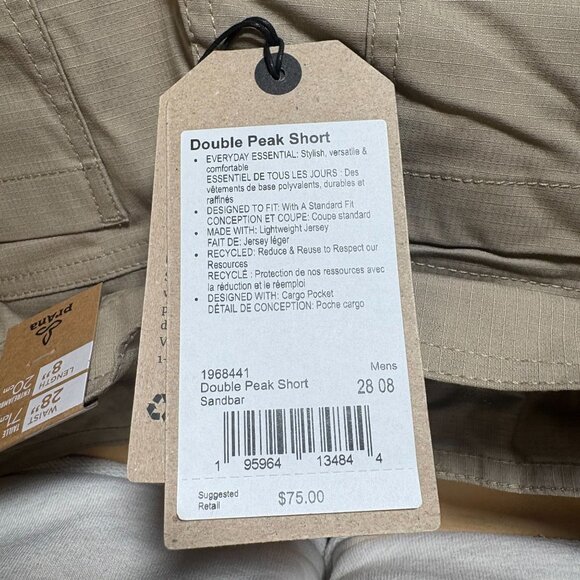 Double Peak Short
• EVERYDAY ESSENTIAL: Stylish, versatile &
comfortable
ESSENTIEL DE TOUS LES JOURS : Des
vêtements de base polyvalents, durables et
raffinés
• DESIGNED TO FIT: With A Standard Fit
CONCEPTION ET COUPE: Coupe standard
• MADE WITH: Lightweight Jersey
FAIT DE: Jersey léger
• RECYCLED: Reduce & Reuse to Respect our
Resources
RECYCLÉ : Protection de nos ressources avec
la réduction et le réemploi
• DESIGNED WITH: Cargo Pocket
DÉTAIL DE CONCEPTION: Poche cargo
1968441
Mens
Double Peak Short
28 08
Sandbar
1 95964 13484 4
Suggested
Retail
$75.00
prAna
8"
LENGTH
20cm
28"
WAIST
71cm
TAILLE